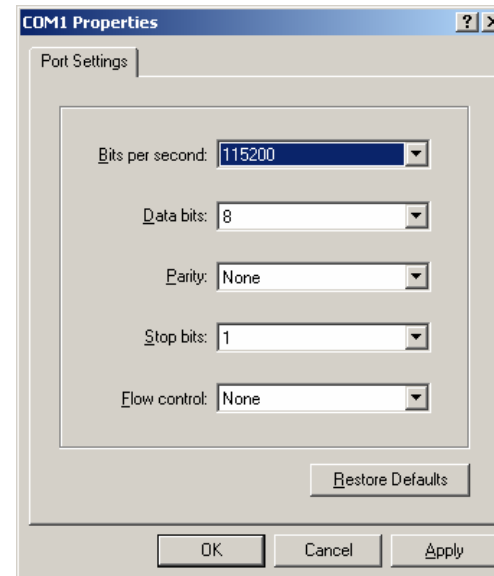 COM1 Properties
Port Settings
Bits per second: 115200
Data bits: 8
Parity: None
Stop bits: 1
Flow control: None
Restore Defaults
OK Cancel Apply